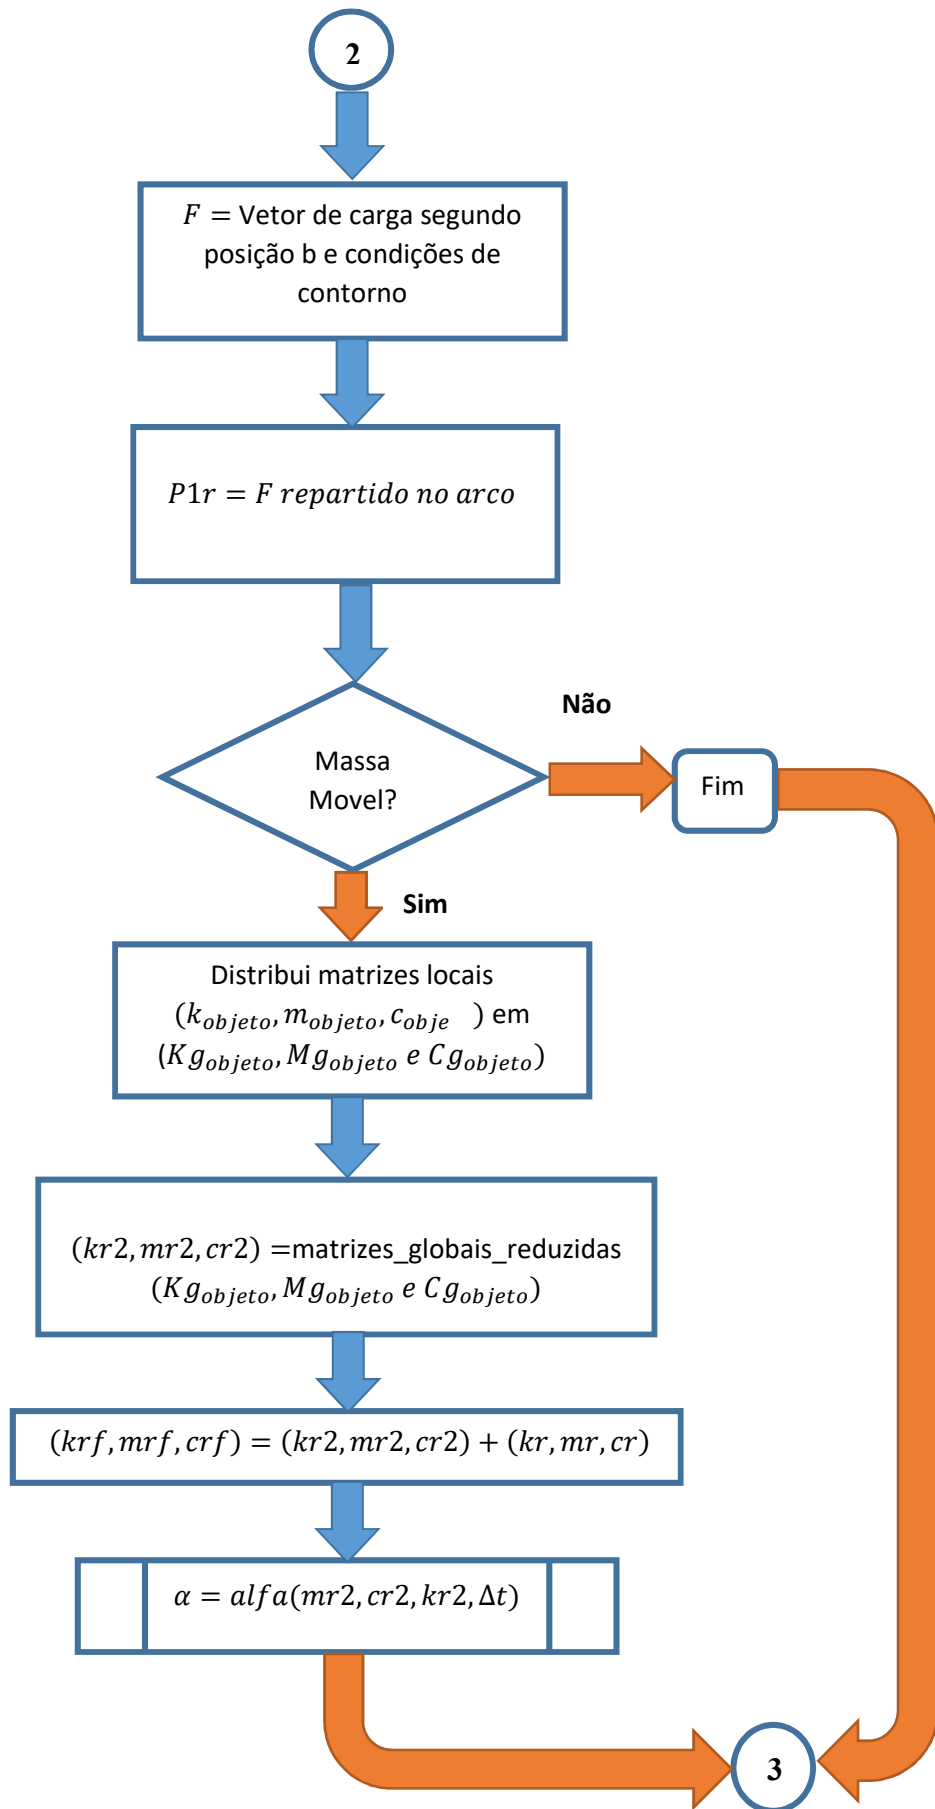 2
F = Vetor de carga segundo
posição b e condições de
contorno
P1r = F repartido no arco
Não
Massa
Movel?
Fim
Sim
Distribui matrizes locais
(k_objeto, m_objeto, c_obje ) em
(Kg_objeto, Mg_objeto e Cg_objeto)
(kr2, mr2, cr2) =matrizes_globais_reduzidas
(Kg_objeto, Mg_objeto e Cg_objeto)
(krf, mrf, crf) = (kr2, mr2, cr2) + (kr, mr, cr)
α = alfa(mr2, cr2, kr2, Δt)
3